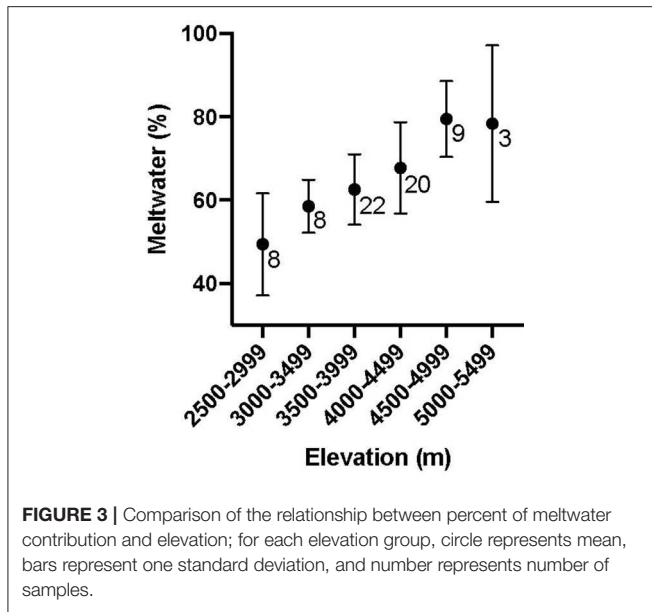 100
80
60
40
Meltwater (%)
8
8
22
20
9
3
2500-2999
3000-3499
3500-3999
4000-4499
4500-4999
5000-5499
Elevation (m)
FIGURE 3 | Comparison of the relationship between percent of meltwater
contribution and elevation; for each elevation group, circle represents mean,
bars represent one standard deviation, and number represents number of
samples.